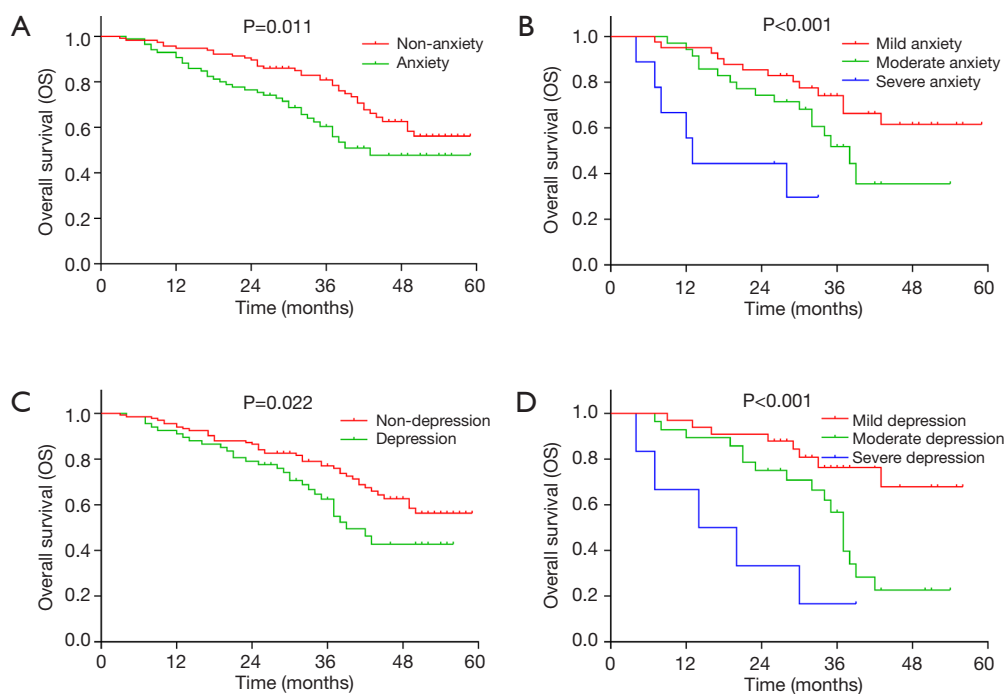 A
P=0.011
Non-anxiety
Anxiety
Overall survival (OS)
1.0
0.8
0.6
0.4
0.2
0.0
0 12 24 36 48 59
Time (months)
B
P<0.001
Mild anxiety
Moderate anxiety
Severe anxiety
Overall survival (OS)
1.0
0.8
0.6
0.4
0.2
0.0
0 12 24 36 48 60
Time (months)
C
P=0.022
Non-depression
Depression
Overall survival (OS)
1.0
0.8
0.6
0.4
0.2
0.0
0 12 24 36 48 60
Time (months)
D
P<0.001
Mild depression
Moderate depression
Severe depression
Overall survival (OS)
1.0
0.8
0.6
0.4
0.2
0.0
0 12 24 36 48 60
Time (months)